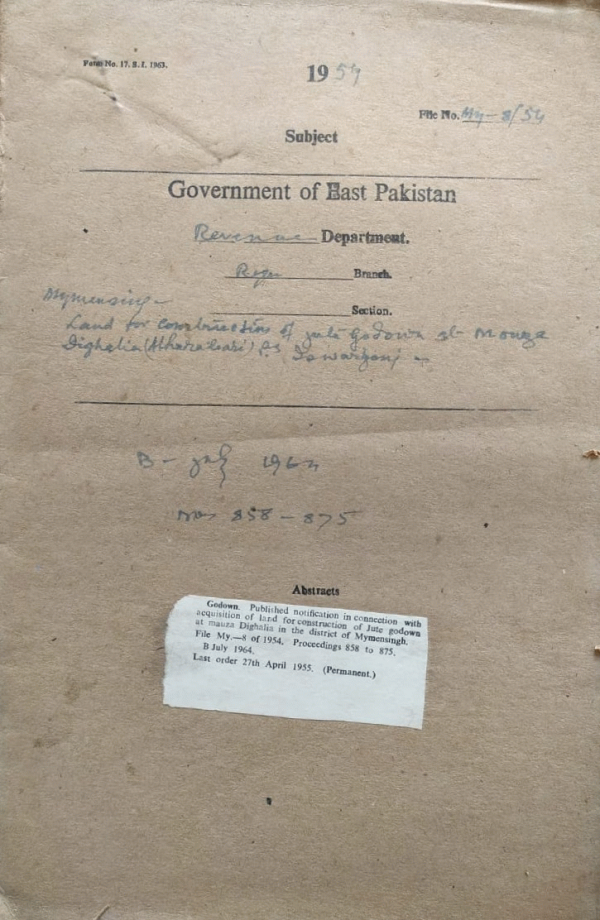 Form No. 17. S. I. 1963.
1954
File No. My-8/54
Subject
Government of East Pakistan
Revenue Department.
Branch.
Mymensing-
Section.
Land for construction of jute godown at Mouza
Dighalia (Atharabari) P.S
B- July 1964
Nos 858-875
Abstracts
Godown. Published notification in connection with
acquisition of land for construction of Jute godown
at mauza Dighalia in the district of Mymensingh.
File My.—8 of 1954. Proceedings 858 to 875.
B July 1964.
Last order 27th April 1955. (Permanent.)